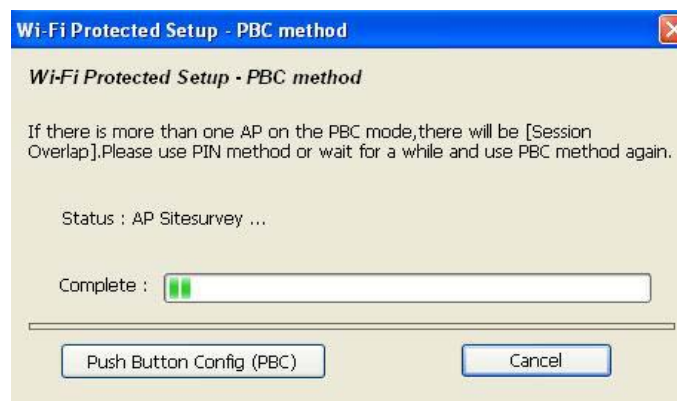 Wi-Fi Protected Setup - PBC method
Wi-Fi Protected Setup - PBC method
If there is more than one AP on the PBC mode,there will be [Session
Overlap].Please use PIN method or wait for a while and use PBC method again.
Status : AP Sitesurvey ...
Complete :
Push Button Config (PBC)
Cancel